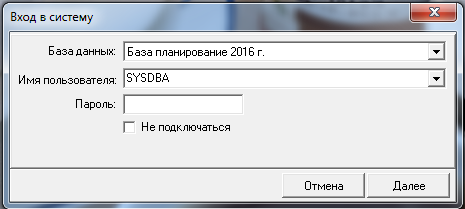 Вход в систему
База данных: База планирование 2016 г.
Имя пользователя: SYSDBA
Пароль:
Не подключаться
Отмена Далее